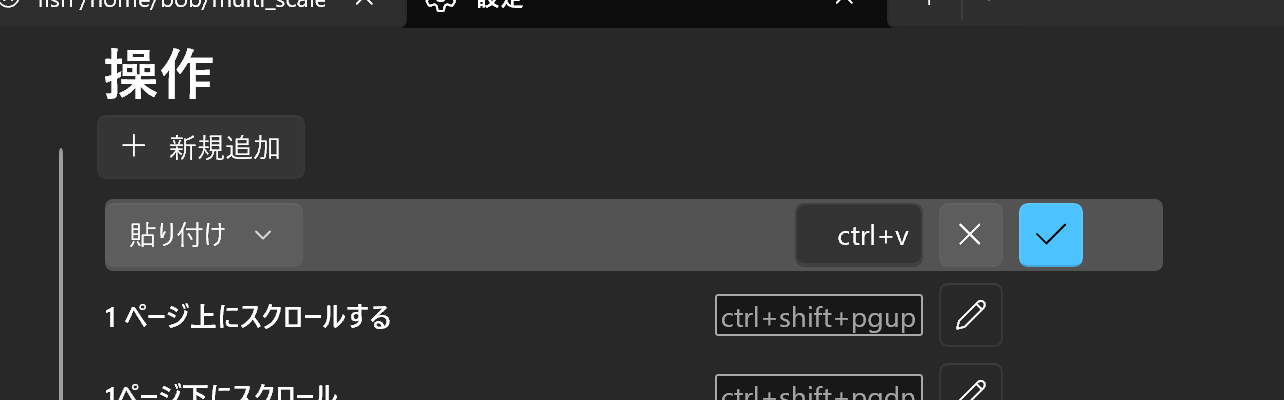 fish /home/bob/multi_scale
設定
操作
新規追加
貼り付け ctrl+v
1 ページ上にスクロールする ctrl+shift+pgup
1ページ下にスクロール ctrl+shift+pgdn